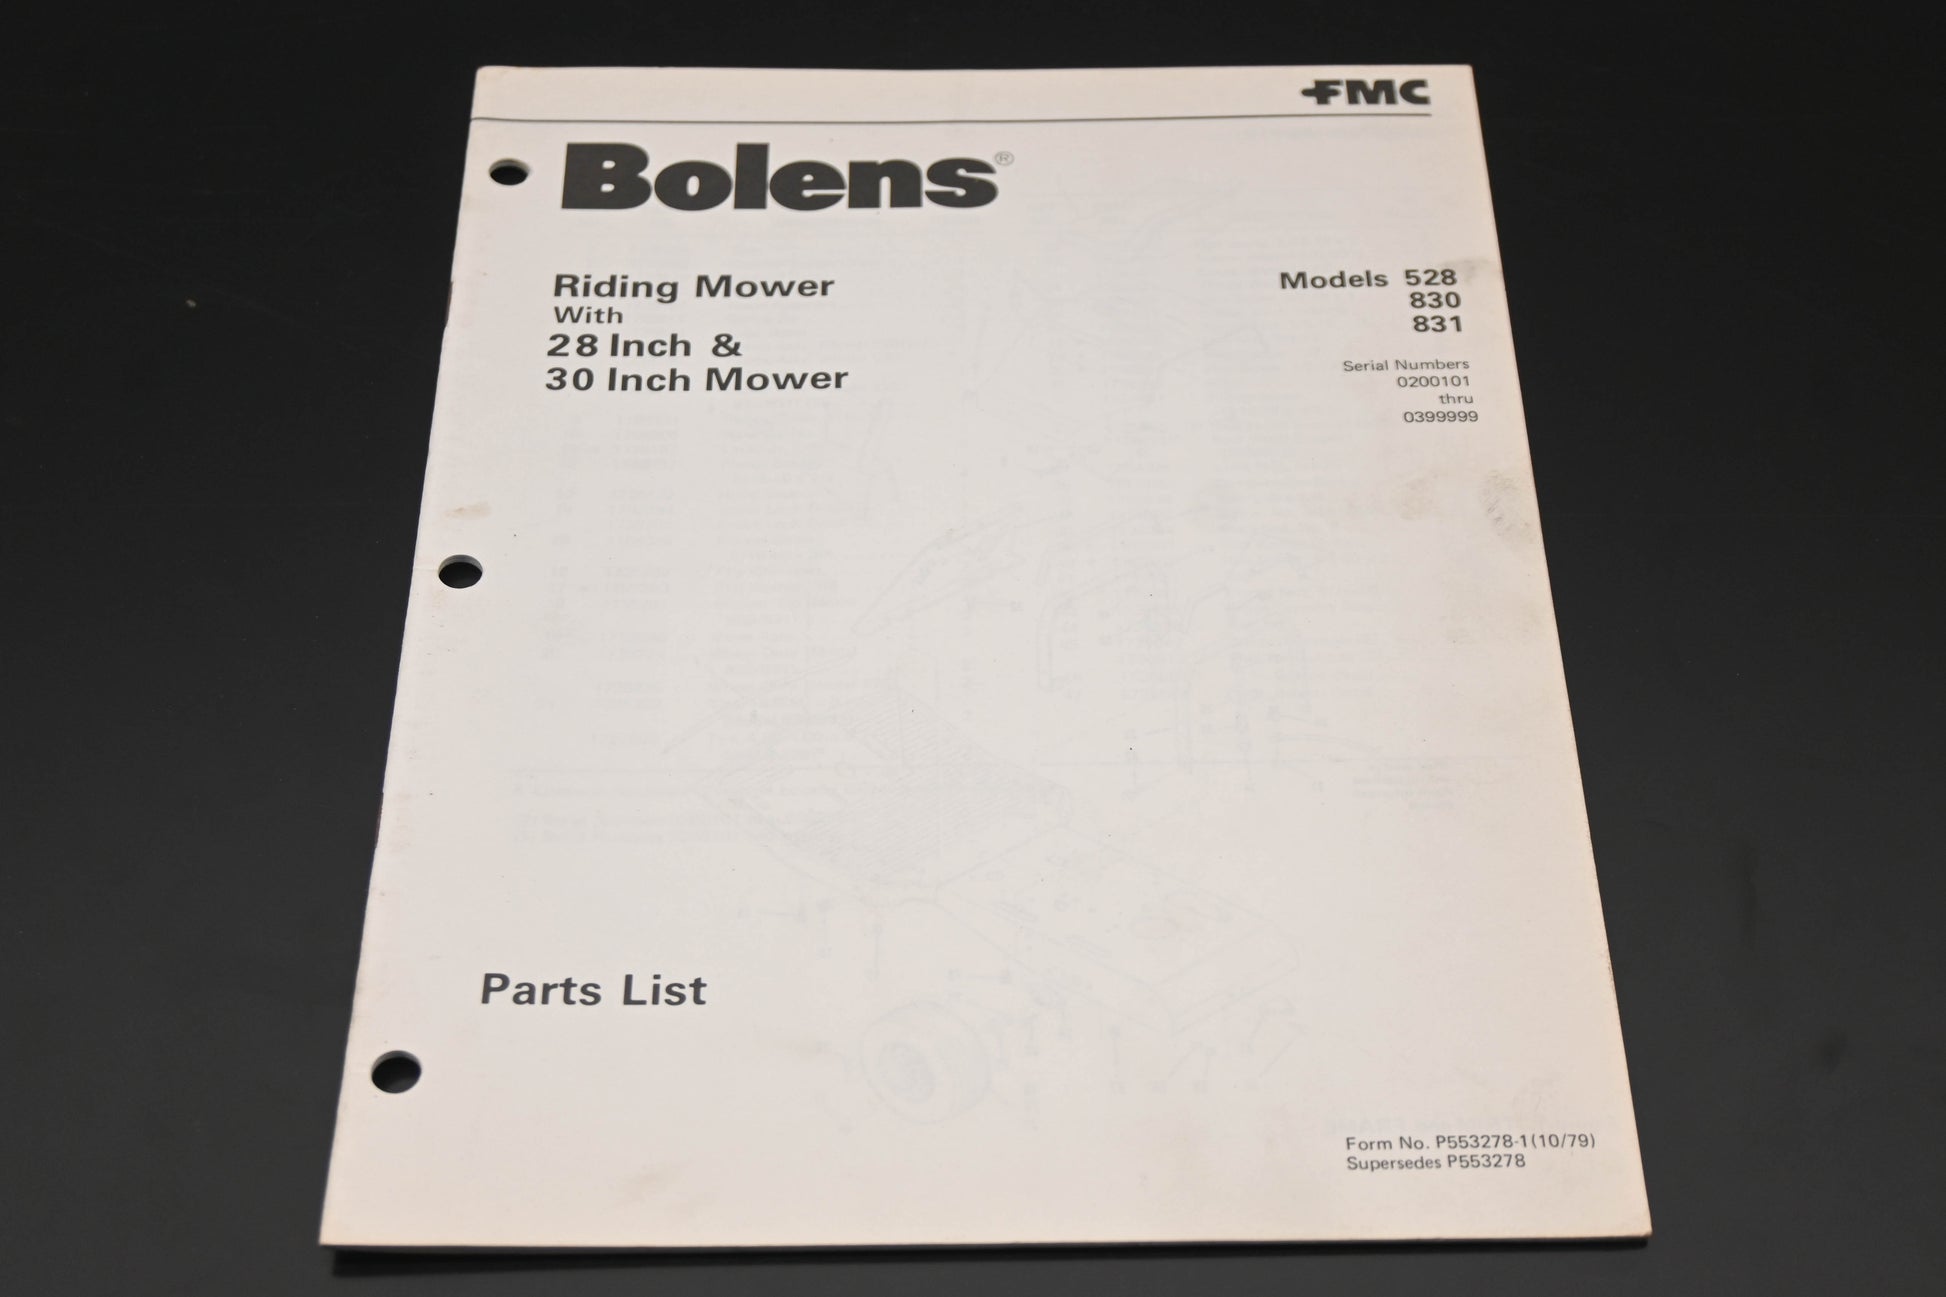 FMC
Bolens®
Riding Mower
With
28 Inch &
30 Inch Mower
Models 528
830
831
Serial Numbers
0200101
thru
0399999
Parts List
Form No. P553278-1(10/79)
Supersedes P553278